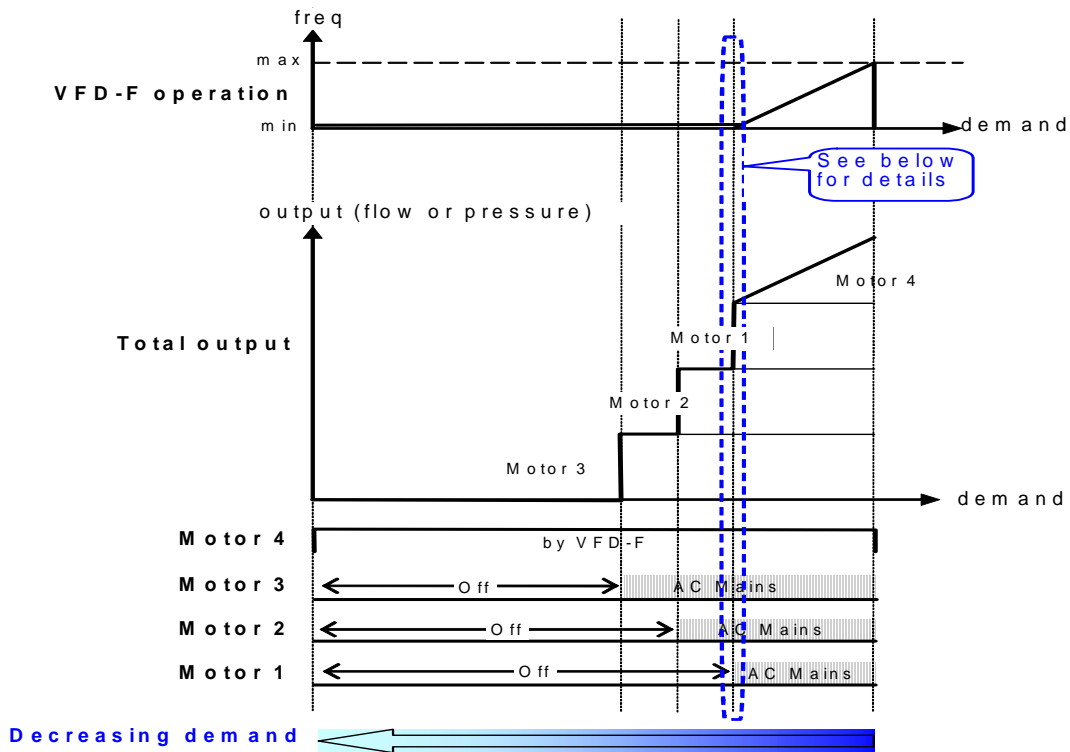 freq
max
VFD-F operation
min
demand
See below
for details
output (flow or pressure)
Motor 4
Total output
Motor 1
Motor 2
Motor 3
demand
Motor 4
by VFD-F
Motor 3
Off
AC Mains
Motor 2
Off
AC Mains
Motor 1
Off
AC Mains
Decreasing demand